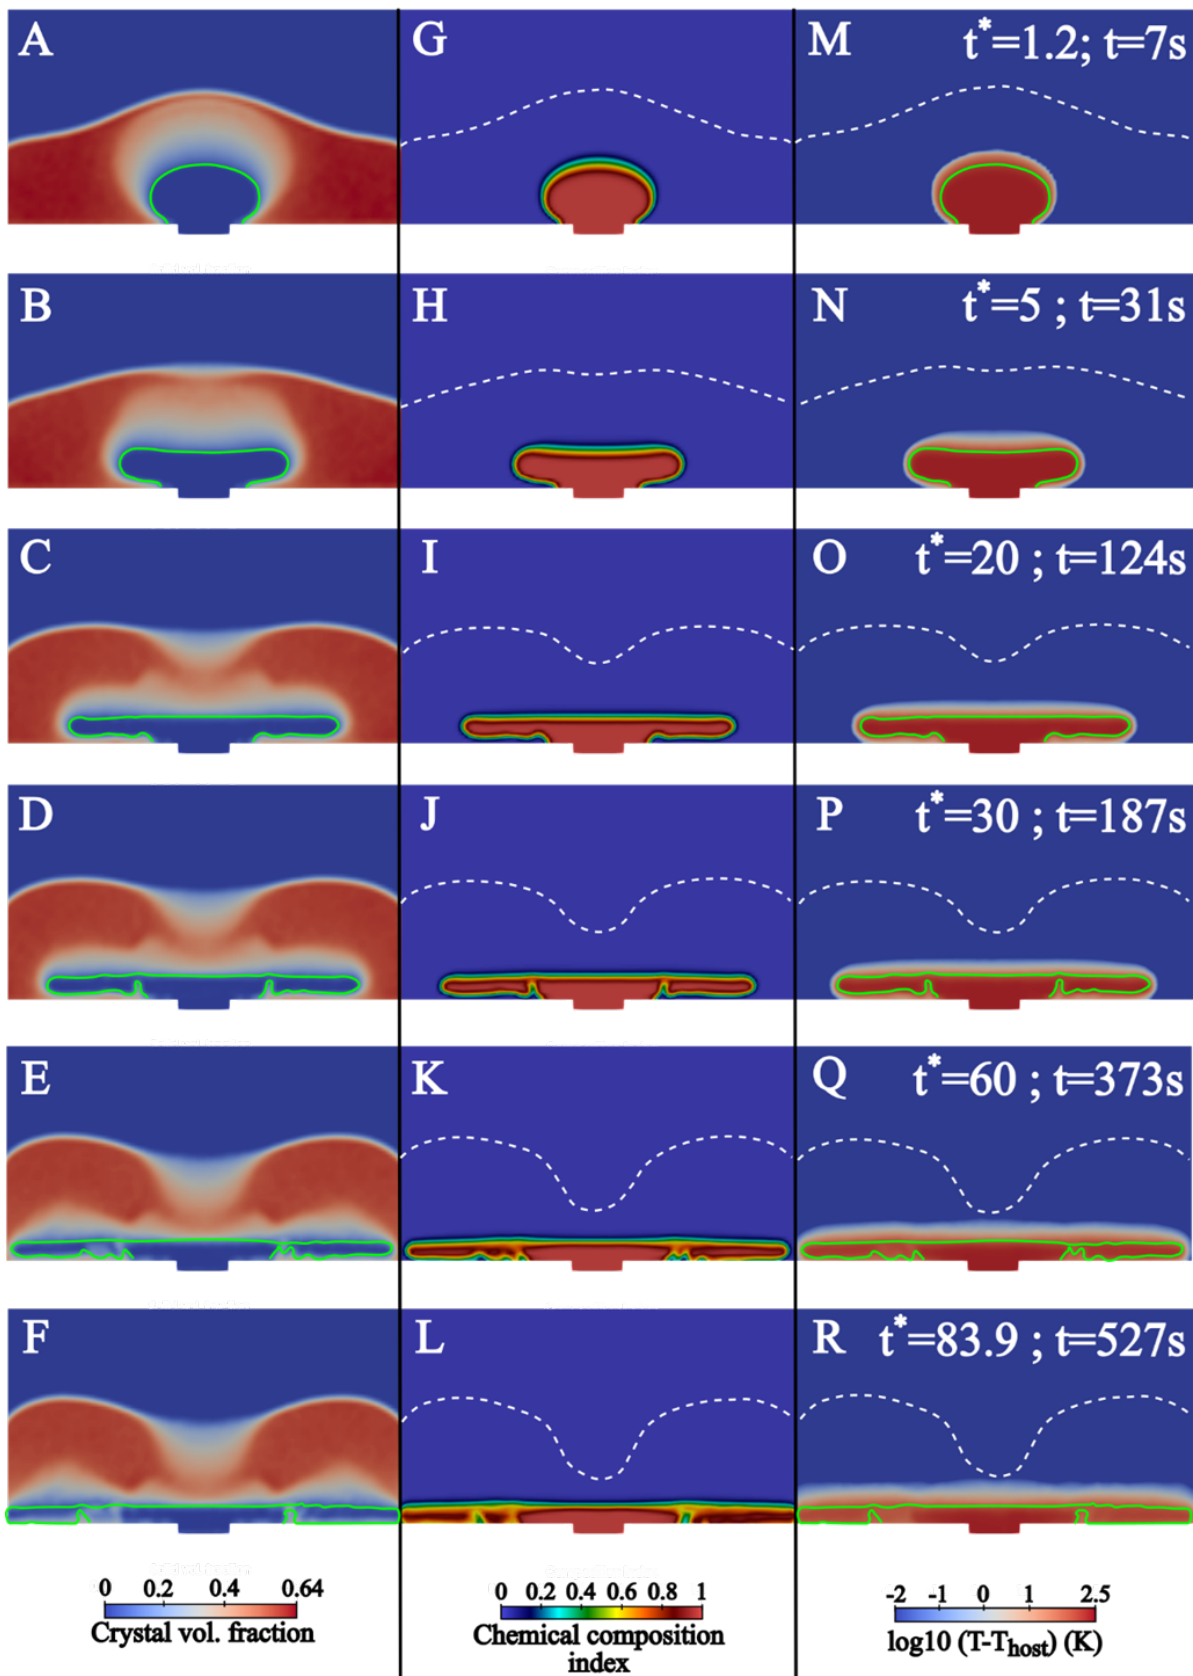 A
G
M t*=1.2; t=7s
B
H
N t*=5 ; t=31s
C
I
O t*=20 ; t=124s
D
J
P t*=30 ; t=187s
E
K
Q t*=60 ; t=373s
F
L
R t*=83.9 ; t=527s
0 0.2 0.4 0.64
Crystal vol. fraction
0 0.2 0.4 0.6 0.8 1
Chemical composition
index
-2 -1 0 1 2.5
log10 (T-Thost) (K)